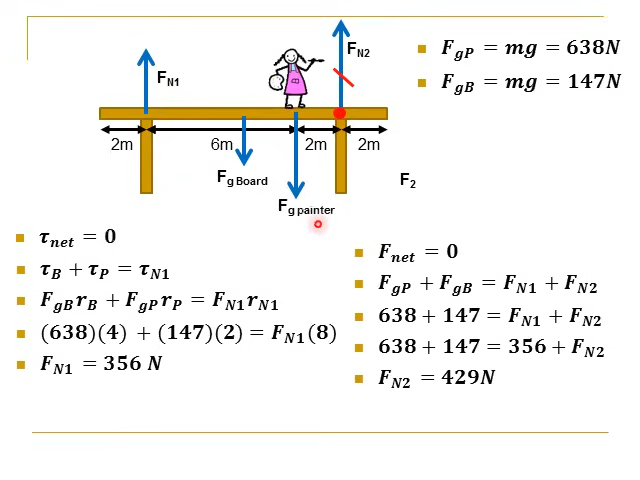 F_N1
F_N2
2m
6m
2m
2m
F_g Board
F_g painter
F_2
F_gP = mg = 638N
F_gB = mg = 147N
τ_net = 0
τ_B + τ_P = τ_N1
F_gB r_B + F_gP r_P = F_N1 r_N1
(638)(4) + (147)(2) = F_N1(8)
F_N1 = 356 N
F_net = 0
F_gP + F_gB = F_N1 + F_N2
638 + 147 = F_N1 + F_N2
638 + 147 = 356 + F_N2
F_N2 = 429N